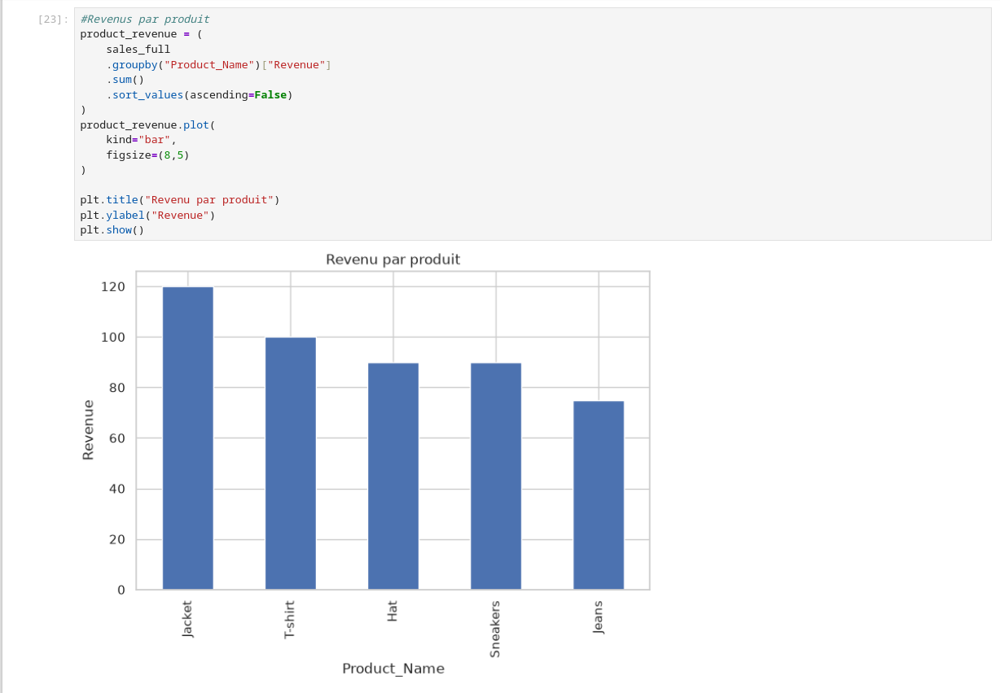 [23]:
#Revenus par produit
product_revenue = (
    sales_full
    .groupby("Product_Name")["Revenue"]
    .sum()
    .sort_values(ascending=False)
)
product_revenue.plot(
    kind="bar",
    figsize=(8,5)
)

plt.title("Revenu par produit")
plt.ylabel("Revenue")
plt.show()
Revenu par produit
120
100
80
60
40
20
0
Revenue
Jacket
T-shirt
Hat
Sneakers
Jeans
Product_Name